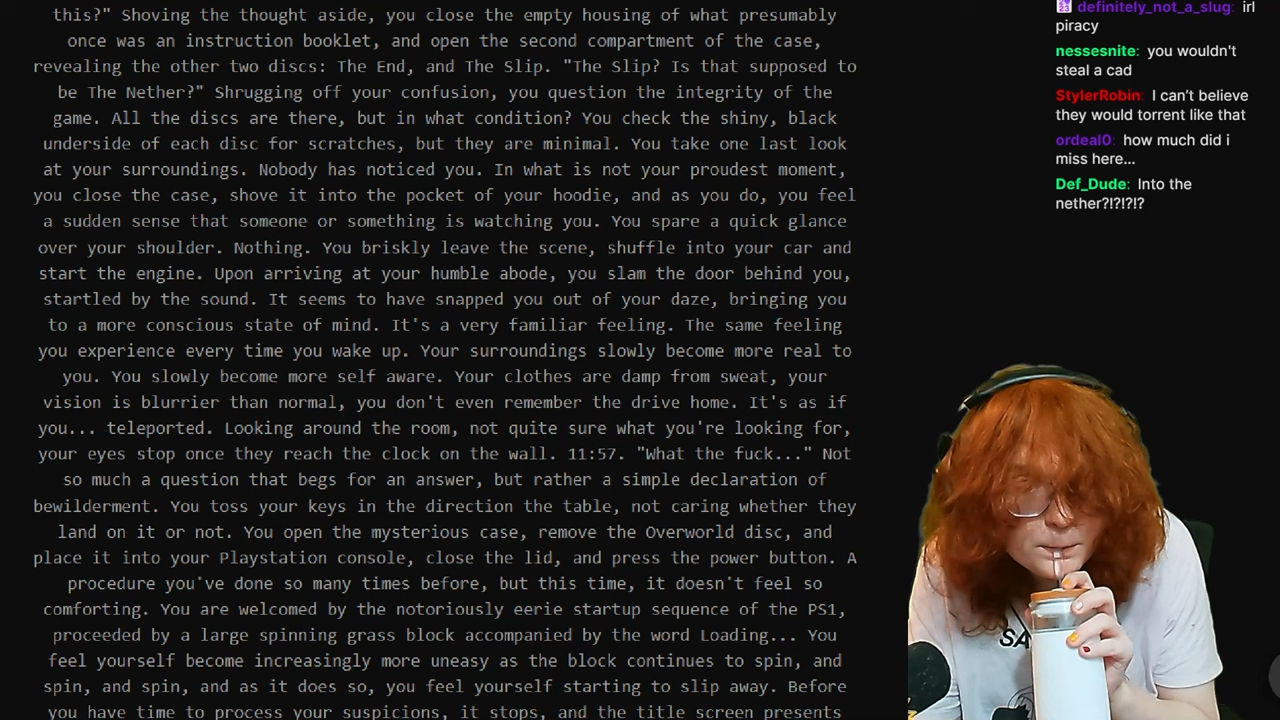 this?" Shoving the thought aside, you close the empty housing of what presumably
once was an instruction booklet, and open the second compartment of the case,
revealing the other two discs: The End, and The Slip. "The Slip? Is that supposed to
be The Nether?" Shrugging off your confusion, you question the integrity of the
game. All the discs are there, but in what condition? You check the shiny, black
underside of each disc for scratches, but they are minimal. You take one last look
at your surroundings. Nobody has noticed you. In what is not your proudest moment,
you close the case, shove it into the pocket of your hoodie, and as you do, you feel
a sudden sense that someone or something is watching you. You spare a quick glance
over your shoulder. Nothing. You briskly leave the scene, shuffle into your car and
start the engine. Upon arriving at your humble abode, you slam the door behind you,
startled by the sound. It seems to have snapped you out of your daze, bringing you
to a more conscious state of mind. It's a very familiar feeling. The same feeling
you experience every time you wake up. Your surroundings slowly become more real to
you. You slowly become more self aware. Your clothes are damp from sweat, your
vision is blurrier than normal, you don't even remember the drive home. It's as if
you... teleported. Looking around the room, not quite sure what you're looking for,
your eyes stop once they reach the clock on the wall. 11:57. "What the fuck..." Not
so much a question that begs for an answer, but rather a simple declaration of
bewilderment. You toss your keys in the direction the table, not caring whether they
land on it or not. You open the mysterious case, remove the Overworld disc, and
place it into your Playstation console, close the lid, and press the power button. A
procedure you've done so many times before, but this time, it doesn't feel so
comforting. You are welcomed by the notoriously eerie startup sequence of the PS1,
proceeded by a large spinning grass block accompanied by the word Loading... You
feel yourself become increasingly more uneasy as the block continues to spin, and
spin, and spin, and as it does so, you feel yourself starting to slip away. Before
you have time to process your suspicions, it stops, and the title screen presents
definitely_not_a_slug: irl
piracy
nessesnite: you wouldn't
steal a cad
StylerRobin: I can't believe
they would torrent like that
ordeal0: how much did i
miss here...
Def_Dude: Into the
nether?!?!?!?
SA